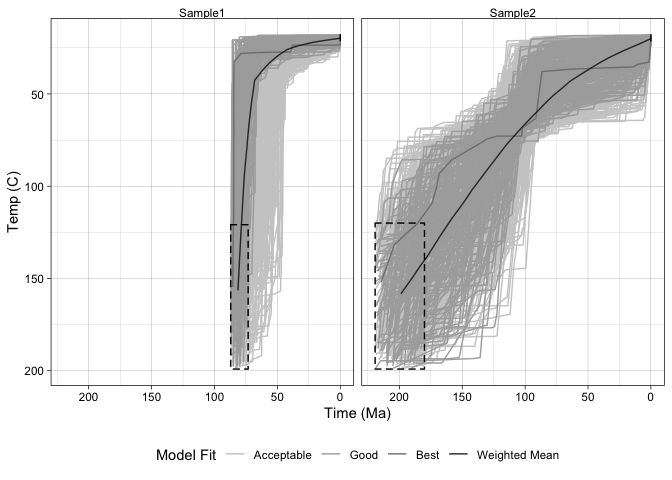 Sample1 Sample2
Temp (C)
50
100
150
200
200 150 100 50 0 200 150 100 50 0
Time (Ma)
Model Fit Acceptable Good Best Weighted Mean